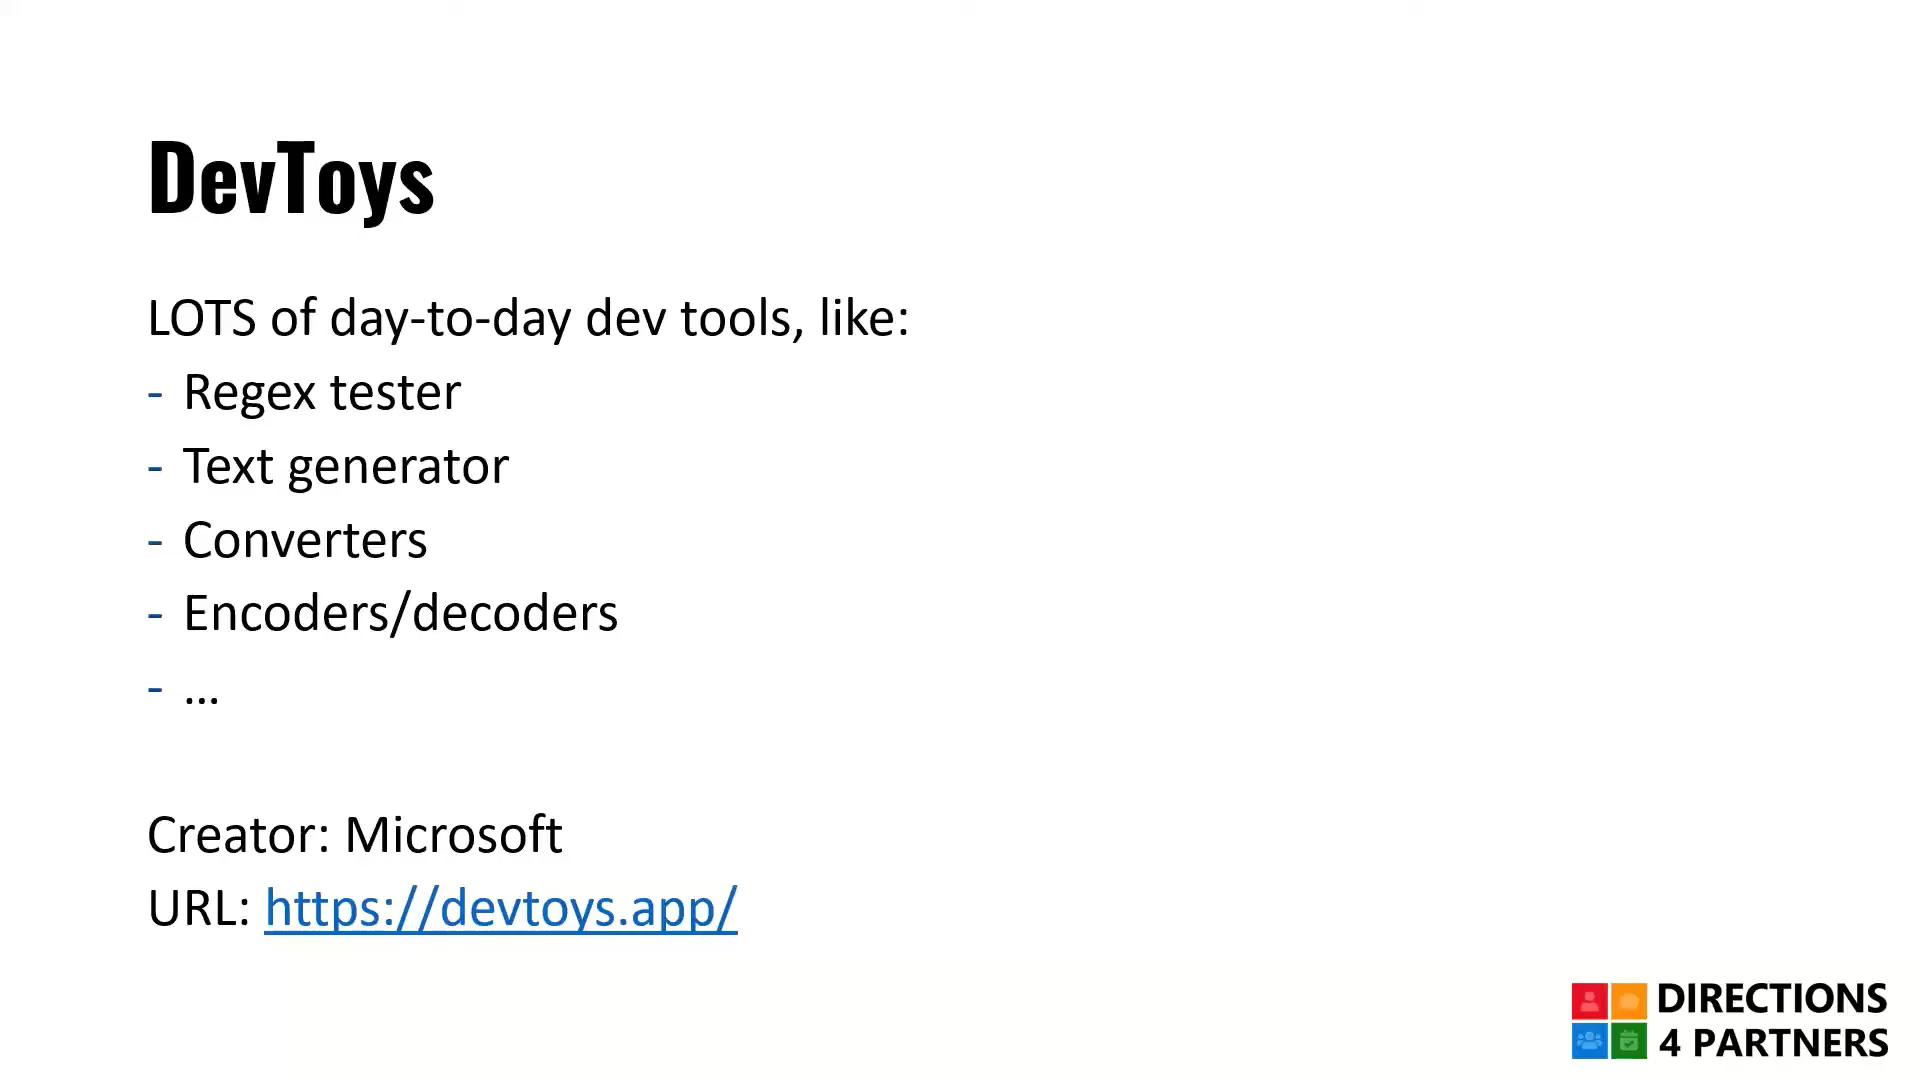 DevToys
LOTS of day-to-day dev tools, like:
- Regex tester
- Text generator
- Converters
- Encoders/decoders
- ...
Creator: Microsoft
URL: https://devtoys.app/
DIRECTIONS
4 PARTNERS